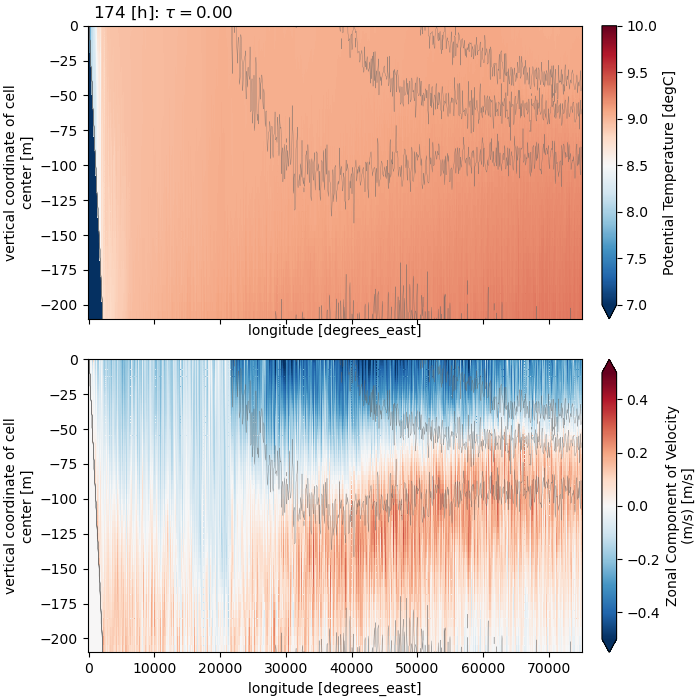 174 [h]: τ = 0.00
0
−25
−50
−75
−100
−125
−150
−175
−200
vertical coordinate of cell
center [m]
longitude [degrees_east]
10.0
9.5
9.0
8.5
8.0
7.5
7.0
Potential Temperature [degC]
0
−25
−50
−75
−100
−125
−150
−175
−200
vertical coordinate of cell
center [m]
0 10000 20000 30000 40000 50000 60000 70000
longitude [degrees_east]
0.4
0.2
0.0
−0.2
−0.4
Zonal Component of Velocity
(m/s) [m/s]